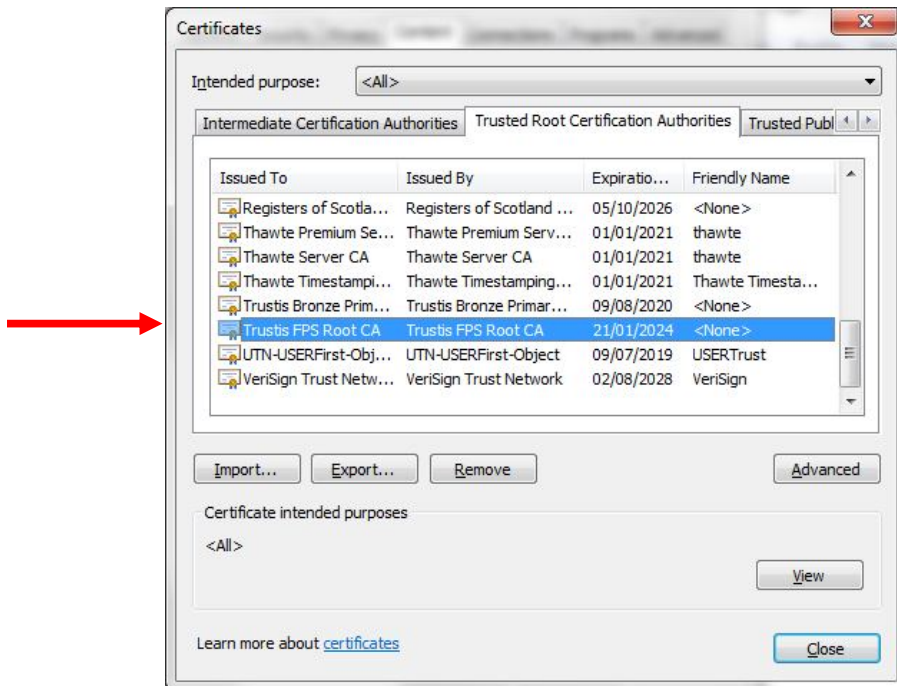 Certificates
Intended purpose: <All>
Intermediate Certification Authorities Trusted Root Certification Authorities Trusted Publ
Issued To Issued By Expiratio... Friendly Name
Registers of Scotla... Registers of Scotland ... 05/10/2026 <None>
Thawte Premium Se... Thawte Premium Serv... 01/01/2021 thawte
Thawte Server CA Thawte Server CA 01/01/2021 thawte
Thawte Timestampi... Thawte Timestamping... 01/01/2021 Thawte Timesta...
Trustis Bronze Prim... Trustis Bronze Primar... 09/08/2020 <None>
Trustis FPS Root CA Trustis FPS Root CA 21/01/2024 <None>
UTN-USERFirst-Obj... UTN-USERFirst-Object 09/07/2019 USERTrust
VeriSign Trust Netw... VeriSign Trust Network 02/08/2028 VeriSign
Import... Export... Remove Advanced
Certificate intended purposes
<All>
View
Learn more about certificates
Close